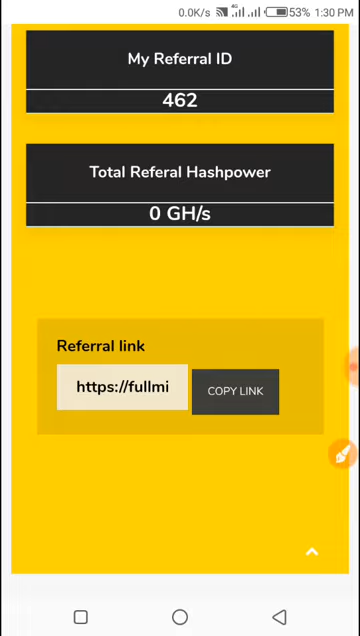 0.0K/s 4G 53% 1:30 PM
My Referral ID
462
Total Referal Hashpower
0 GH/s
Referral link
https://fullmi
COPY LINK